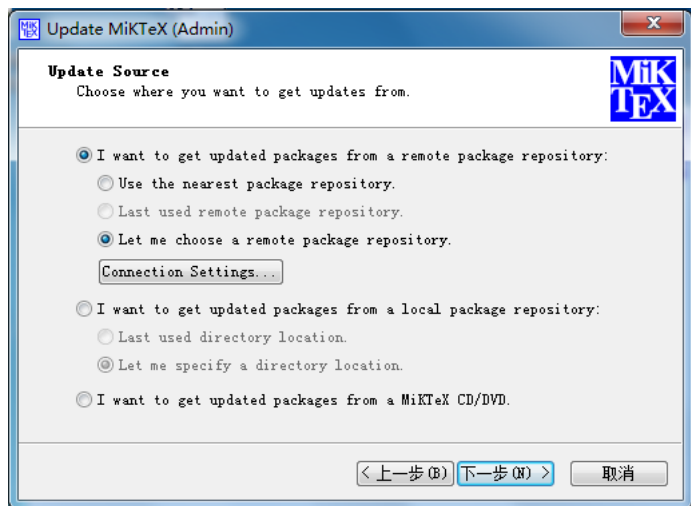 Update MiKTeX (Admin)
Update Source
Choose where you want to get updates from.
MiK
TEX
I want to get updated packages from a remote package repository:
Use the nearest package repository.
Last used remote package repository.
Let me choose a remote package repository.
Connection Settings...
I want to get updated packages from a local package repository:
Last used directory location.
Let me specify a directory location.
I want to get updated packages from a MiKTeX CD/DVD.
< 上一步(B) 下一步(N) > 取消